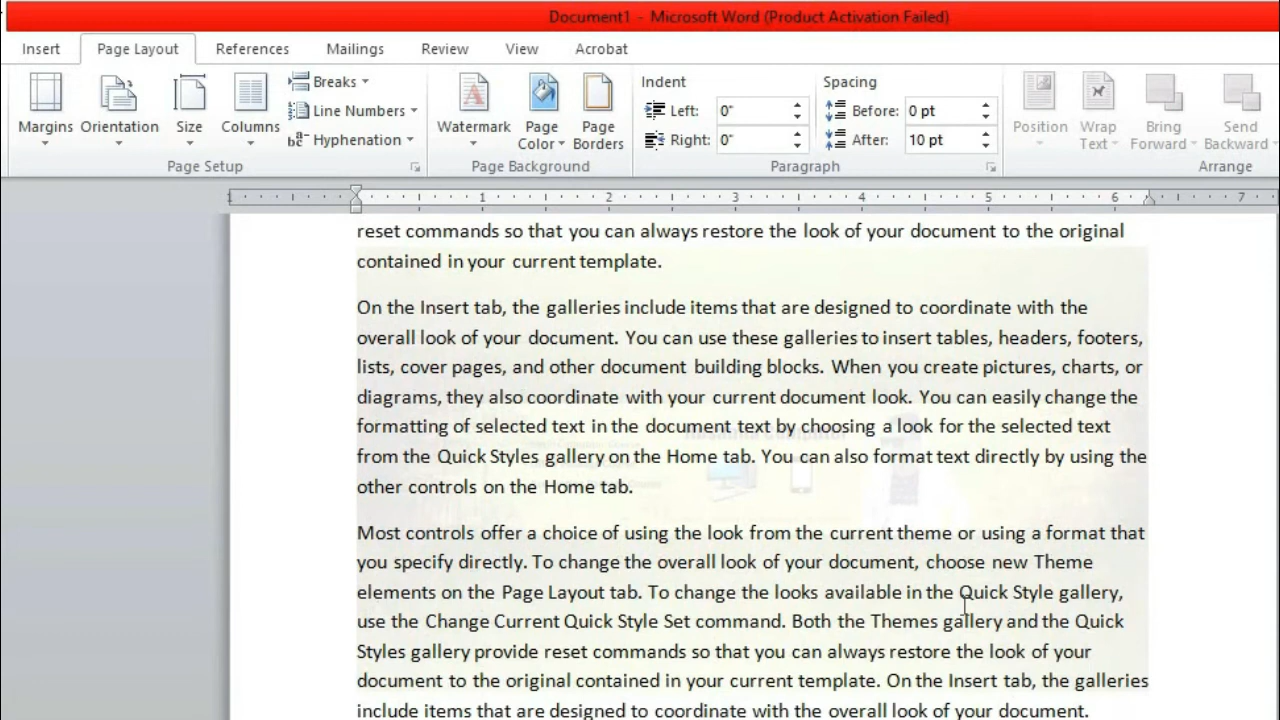 Document1 - Microsoft Word (Product Activation Failed)
Insert Page Layout References Mailings Review View Acrobat
Margins Orientation Size Columns
Breaks
Line Numbers
Hyphenation
Page Setup
Watermark Page Color Page Borders
Page Background
Indent
Left: 0"
Right: 0"
Spacing
Before: 0 pt
After: 10 pt
Paragraph
Position Wrap Text Bring Forward Send Backward
Arrange
1 1 2 3 4 5 6 7
reset commands so that you can always restore the look of your document to the original
contained in your current template.
On the Insert tab, the galleries include items that are designed to coordinate with the
overall look of your document. You can use these galleries to insert tables, headers, footers,
lists, cover pages, and other document building blocks. When you create pictures, charts, or
diagrams, they also coordinate with your current document look. You can easily change the
formatting of selected text in the document text by choosing a look for the selected text
from the Quick Styles gallery on the Home tab. You can also format text directly by using the
other controls on the Home tab.
Most controls offer a choice of using the look from the current theme or using a format that
you specify directly. To change the overall look of your document, choose new Theme
elements on the Page Layout tab. To change the looks available in the Quick Style gallery,
use the Change Current Quick Style Set command. Both the Themes gallery and the Quick
Styles gallery provide reset commands so that you can always restore the look of your
document to the original contained in your current template. On the Insert tab, the galleries
include items that are designed to coordinate with the overall look of your document.